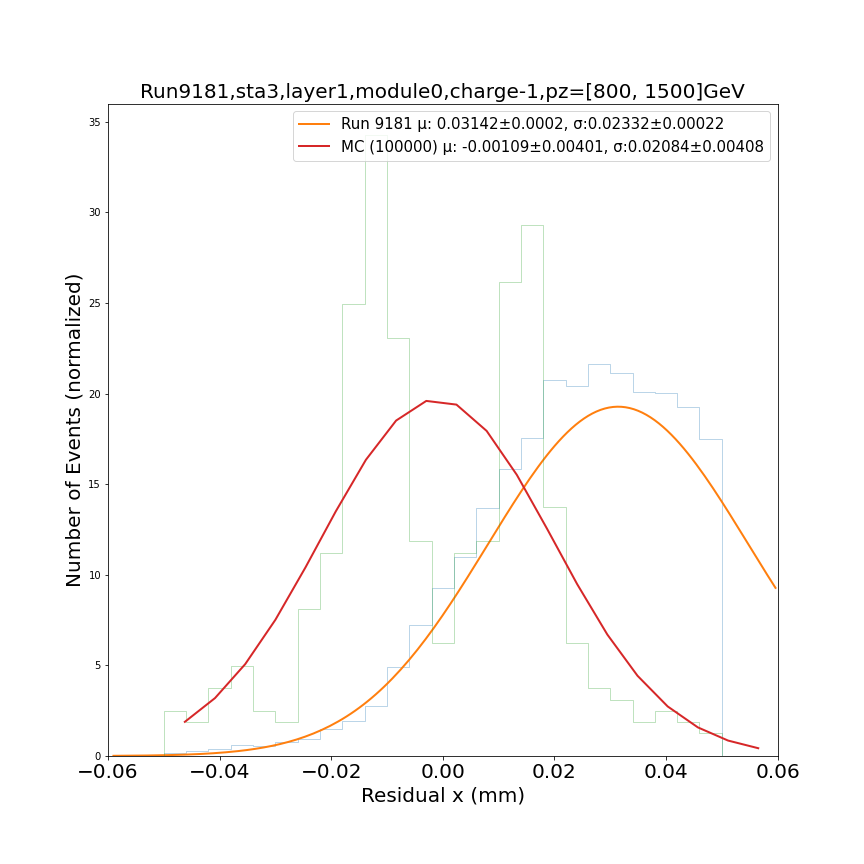 Run9181,sta3,layer1,module0,charge-1,pz=[800, 1500]GeV
Run 9181 μ: 0.03142±0.0002, σ:0.02332±0.00022
MC (100000) μ: -0.00109±0.00401, σ:0.02084±0.00408
Number of Events (normalized)
35
30
25
20
15
10
5
0
−0.06 −0.04 −0.02 0.00 0.02 0.04 0.06
Residual x (mm)